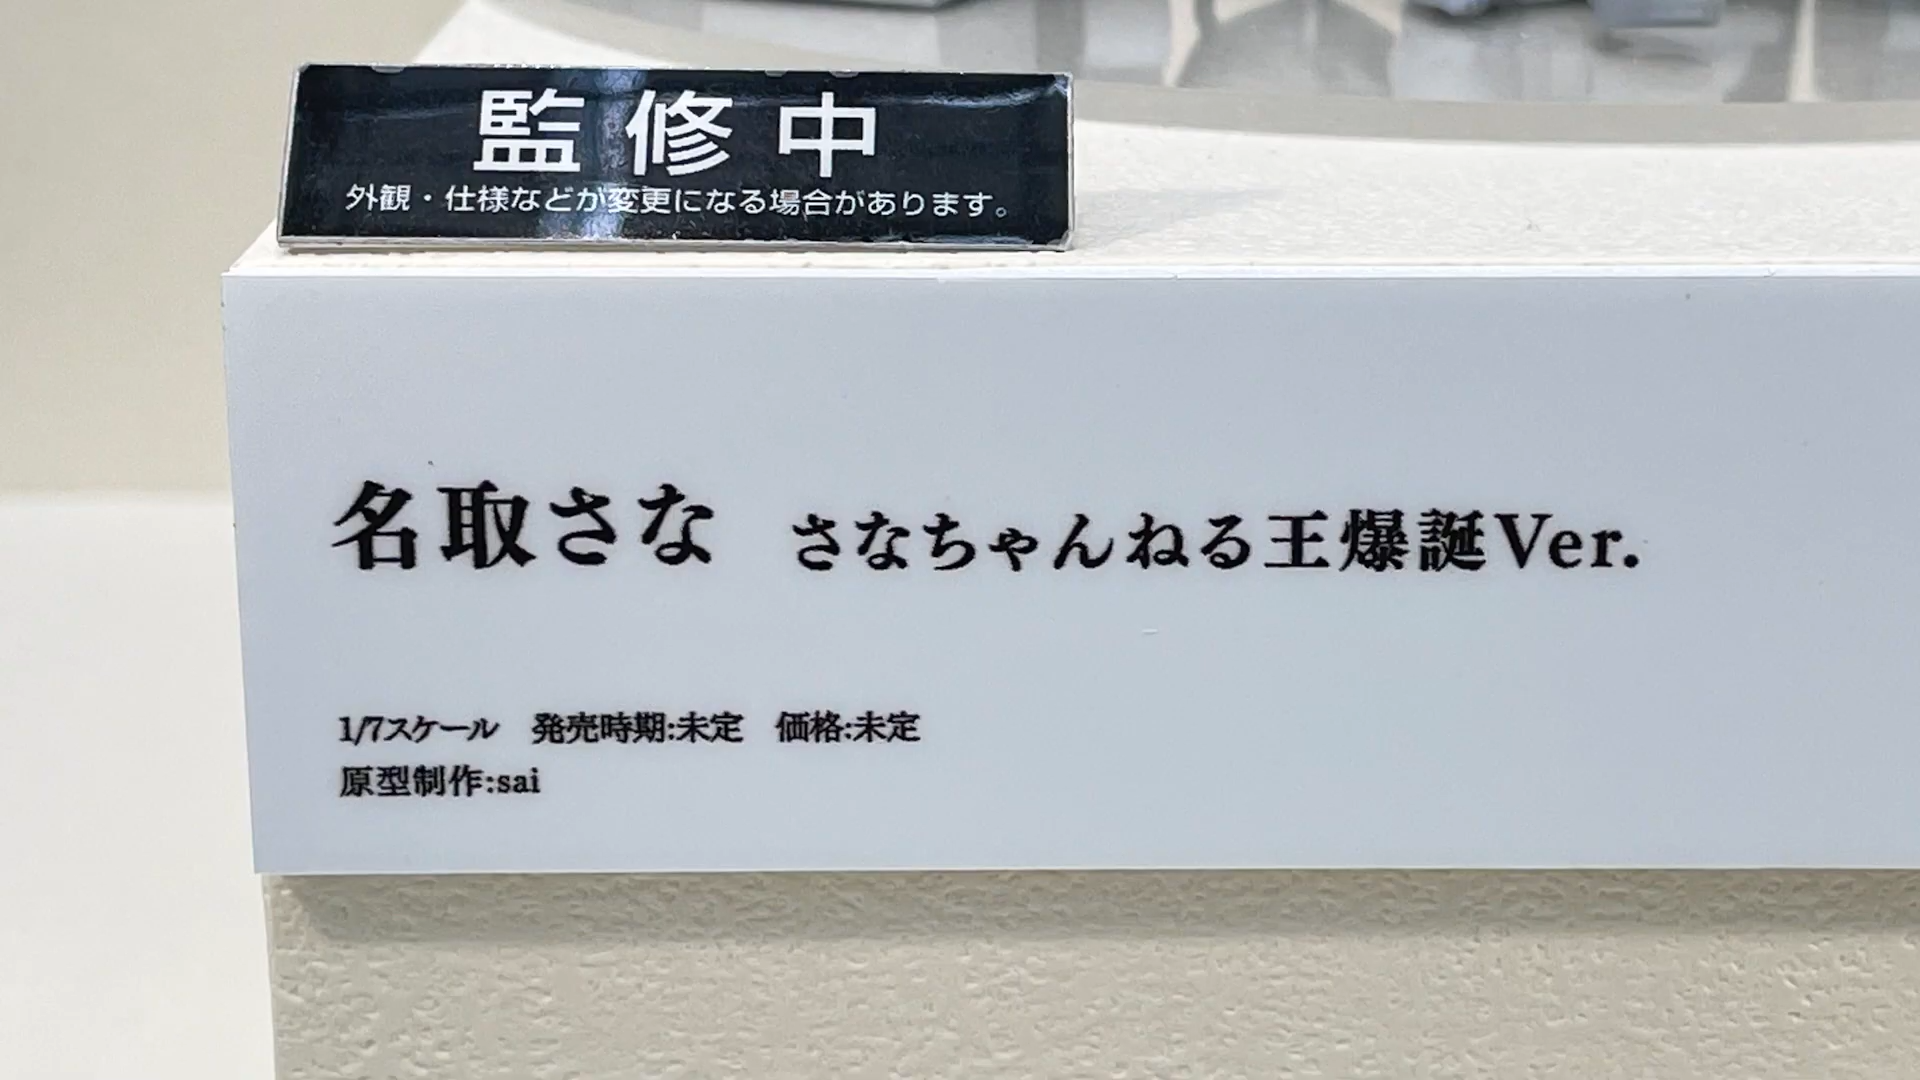 監修中
外観・仕様などが変更になる場合があります。
名取さな　さなちゃんねる王爆誕Ver.
1/7スケール　発売時期:未定　価格:未定
原型制作:sai